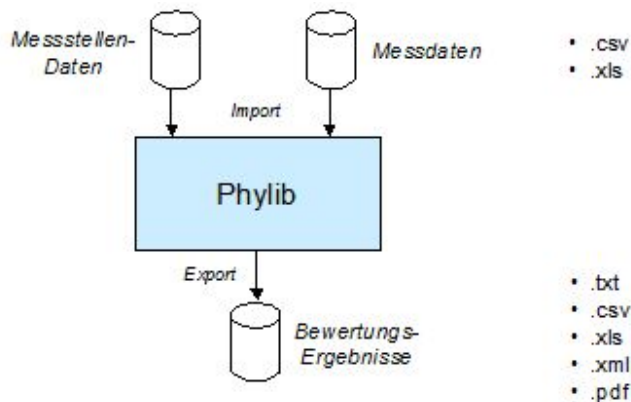 Messstellen-
Daten
Messdaten
• .csv
• .xls
Import
Phylib
Export
Bewertungs-
Ergebnisse
• .txt
• .csv
• .xls
• .xml
• .pdf